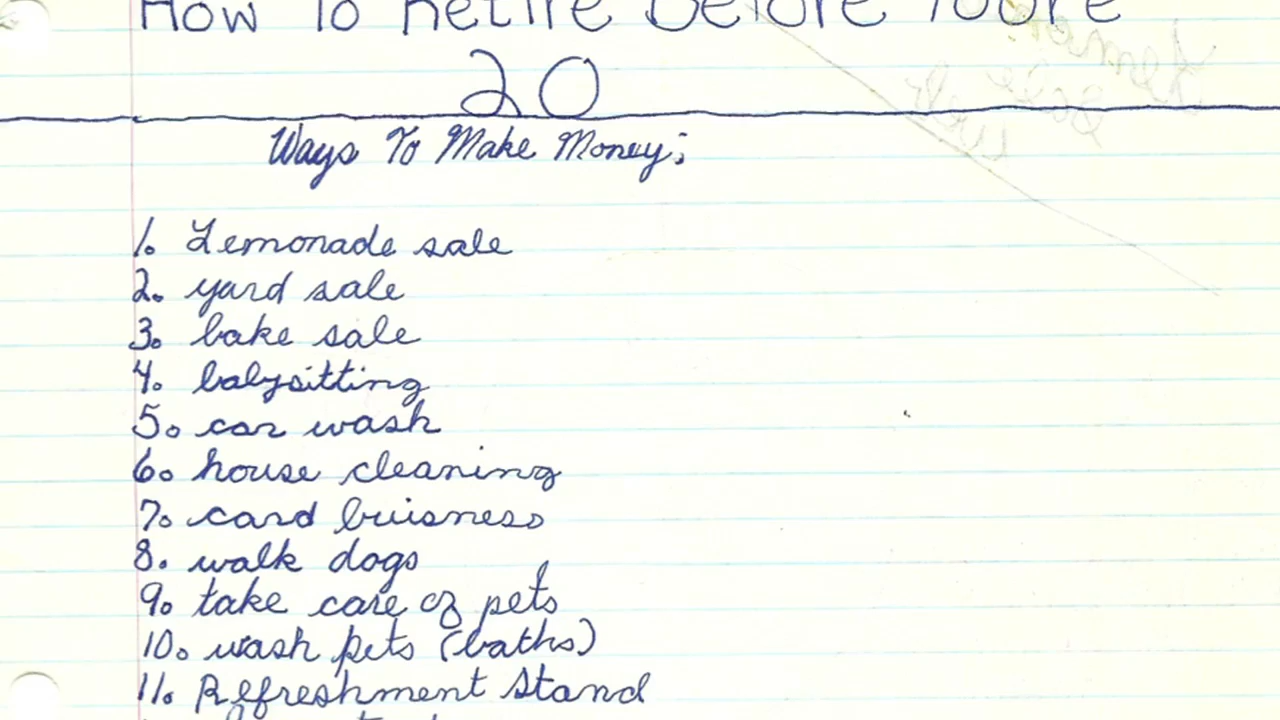 How To Retire Before You're
20
Ways To Make Money;
1. Lemonade sale
2. yard sale
3. bake sale
4. babysitting
5. car wash
6. house cleaning
7. card buisness
8. walk dogs
9. take care of pets
10. wash pets (baths)
11. Refreshment Stand